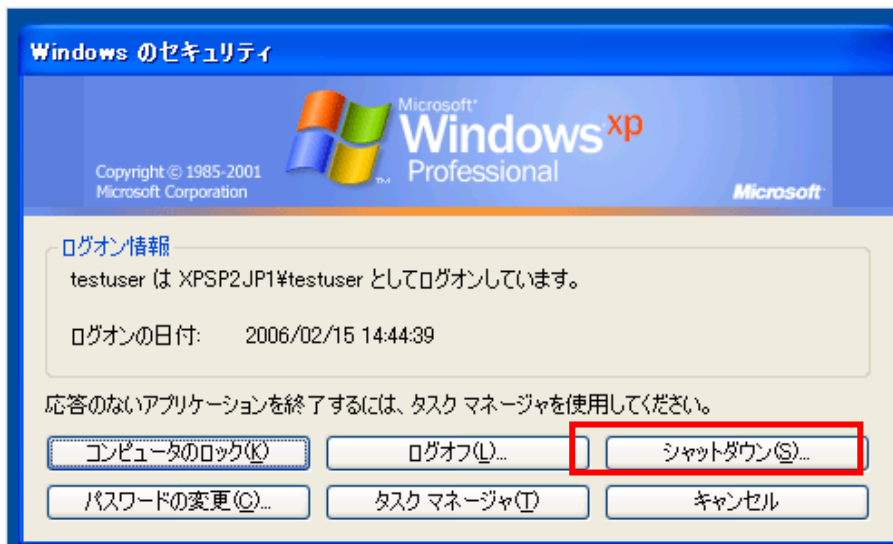 Windows のセキュリティ
Microsoft®
Windows xp
Professional
TM
Copyright © 1985-2001
Microsoft Corporation
Microsoft
ログオン情報
testuser は XPSP2JP1¥testuser としてログオンしています。
ログオンの日付: 2006/02/15 14:44:39
応答のないアプリケーションを終了するには、タスク マネージャを使用してください。
コンピュータのロック(K) ログオフ(L)... シャットダウン(S)...
パスワードの変更(C)... タスク マネージャ(T) キャンセル